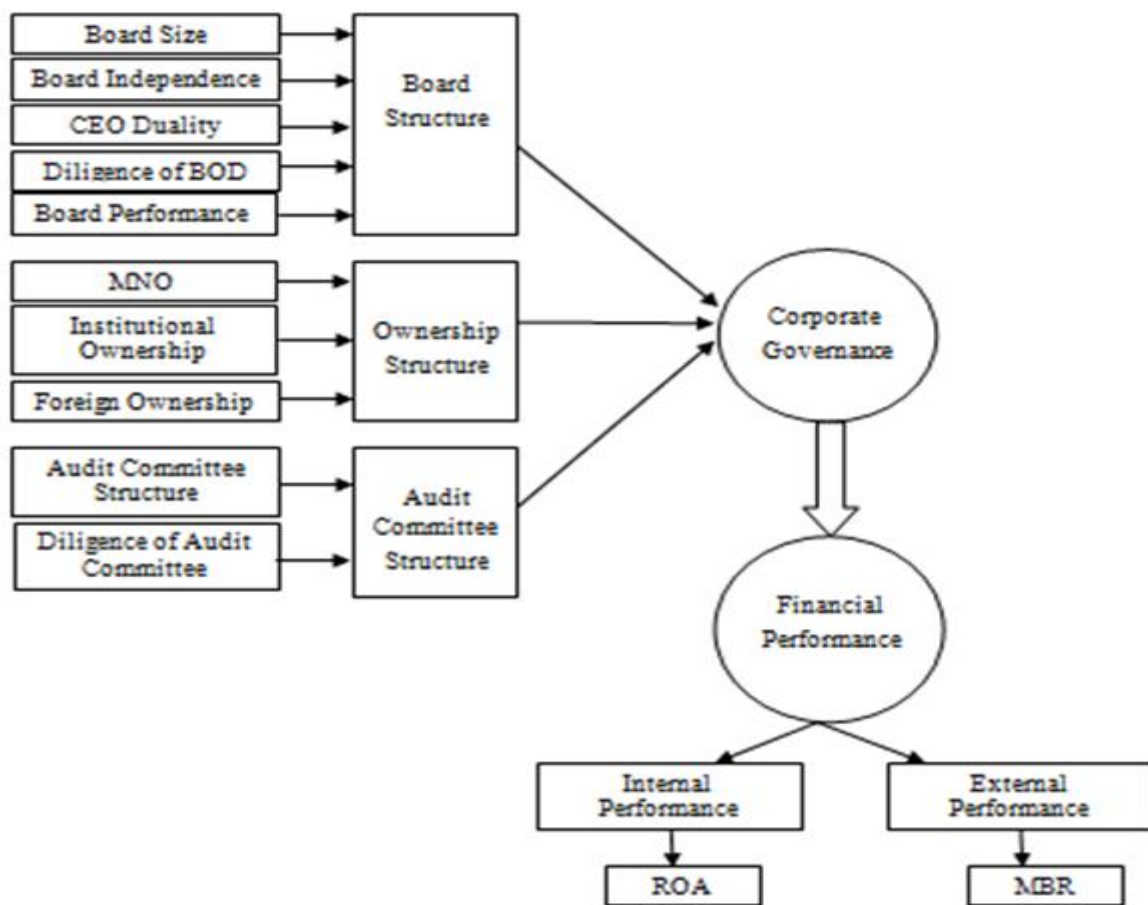 Board Size
Board Independence
CEO Duality
Diligence of BOD
Board Performance
Board
Structure
MNO
Institutional
Ownership
Foreign Ownership
Ownership
Structure
Audit Committee
Structure
Diligence of Audit
Committee
Audit
Committee
Structure
Corporate
Governance
Financial
Performance
Internal
Performance
External
Performance
ROA
MBR